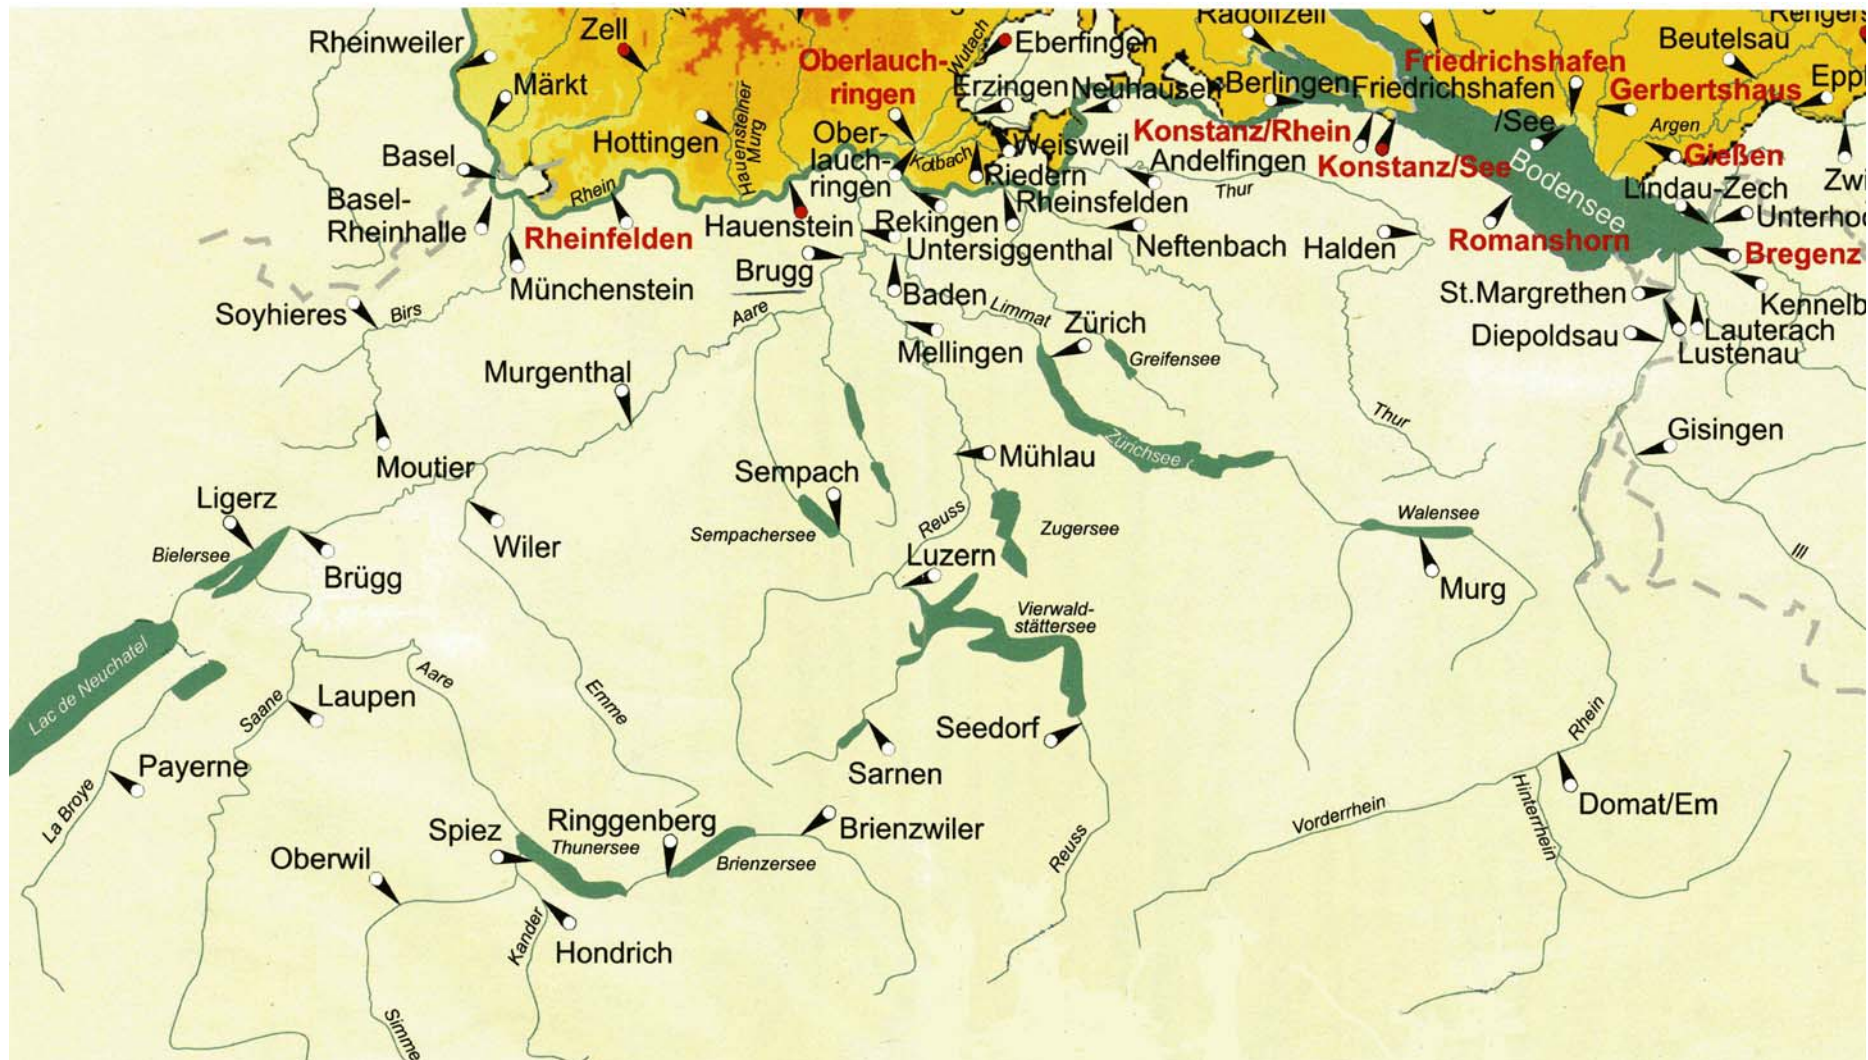 Zell
Radolfzell
Rheinweiler
Eberfingen
Wutach
Oberlauch-
ringen
Friedrichshafen
Beutelsau
Märkt
Erzingen
Neuhausen
Berlingen
Friedrichshafen
/See
Gerbertshaus
Hottingen
Hauensteiner
Murg
Ober-
lauch-
ringen
Kotbach
Weisweil
Konstanz/Rhein
Argen
Basel
Riedern
Andelfingen
Konstanz/See
Gießen
Bodensee
Rhein
Thur
Lindau-Zech
Basel-
Rheinhalle
Rheinfelden
Hauenstein
Rekingen
Rheinsfelden
Untersiggenthal
Neftenbach
Halden
Romanshorn
Bregenz
Brugg
Münchenstein
Baden
St.Margrethen
Soyhieres
Birs
Aare
Limmat
Zürich
Lauterach
Diepoldsau
Lustenau
Mellingen
Greifensee
Murgenthal
Thur
Gisingen
Zürichsee
Moutier
Sempach
Mühlau
Ligerz
Walensee
Reuss
Zugersee
Sempachersee
Bielersee
Wiler
Ill
Brügg
Luzern
Murg
Vierwald-
stättersee
Lac de Neuchatel
Aare
Laupen
Saane
Emme
Seedorf
Rhein
Payerne
Sarnen
La Broye
Domat/Em
Hinterrhein
Vorderrhein
Spiez
Ringgenberg
Brienzwiler
Thunersee
Brienzersee
Reuss
Oberwil
Kander
Hondrich
Simme